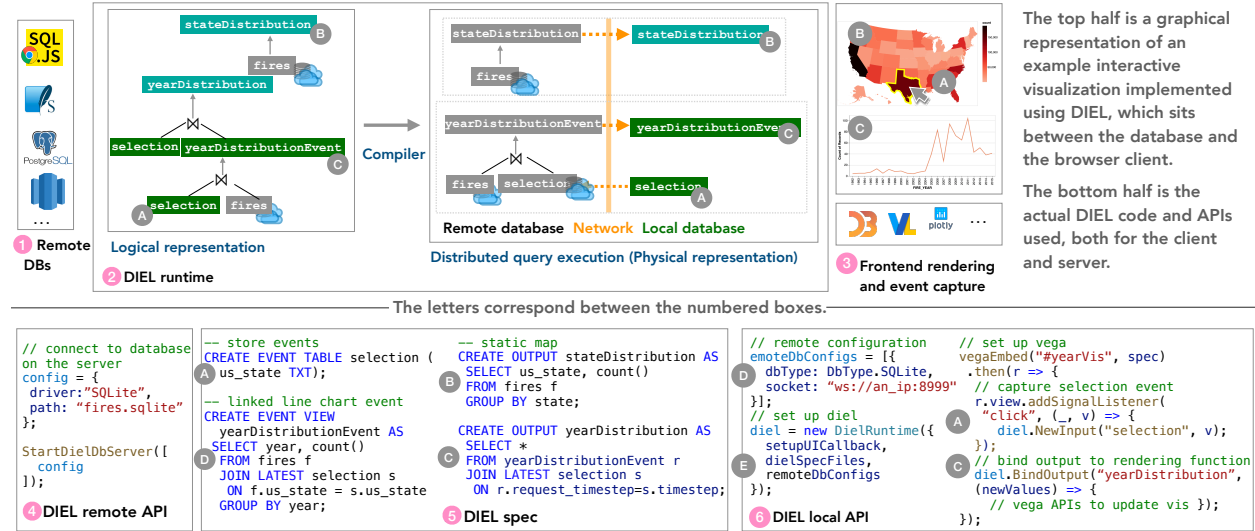 SQL
.JS
S
PostgreSQL
...
1 Remote
DBs
stateDistribution
B
fires
yearDistribution
selection
yearDistributionEvent
C
A
selection
fires
Logical representation
2 DIEL runtime
Compiler
stateDistribution
stateDistribution
B
fires
yearDistributionEvent
yearDistributionEve
C
fires
selection
selection
A
Remote database
Network
Local database
Distributed query execution (Physical representation)
B
A
C
Count of Records
FIRE_YEAR
D3
VL
plotly
...
3 Frontend rendering
and event capture
The top half is a graphical
representation of an
example interactive
visualization implemented
using DIEL, which sits
between the database and
the browser client.
The bottom half is the
actual DIEL code and APIs
used, both for the client
and server.
The letters correspond between the numbered boxes.
// connect to database
on the server
config = {
driver:"SQLite",
path: "fires.sqlite"
};
StartDielDbServer([
config
]);
4 DIEL remote API
-- store events
CREATE EVENT TABLE selection (
A
us_state TXT);
-- linked line chart event
CREATE EVENT VIEW
yearDistributionEvent AS
SELECT year, count()
D
FROM fires f
JOIN LATEST selection s
ON f.us_state = s.us_state
GROUP BY year;
-- static map
CREATE OUTPUT stateDistribution AS
SELECT us_state, count()
B
FROM fires f
GROUP BY state;
CREATE OUTPUT yearDistribution AS
SELECT *
C
FROM yearDistributionEvent r
JOIN LATEST selection s
ON r.request_timestep=s.timestep;
5 DIEL spec
// remote configuration
emoteDbConfigs = [{
D
dbType: DbType.SQLite,
socket: "ws://an_ip:8999"
}];
// set up diel
diel = new DielRuntime({
setupUICallback,
E
dielSpecFiles,
remoteDbConfigs
});
6 DIEL local API
// set up vega
vegaEmbed("#yearVis", spec)
.then(r => {
// capture selection event
r.view.addSignalListener(
A
"click", (_, v) => {
diel.NewInput("selection", v);
});
// bind output to rendering function
C
diel.BindOutput("yearDistribution",
(newValues) => {
// vega APIs to update vis });
});